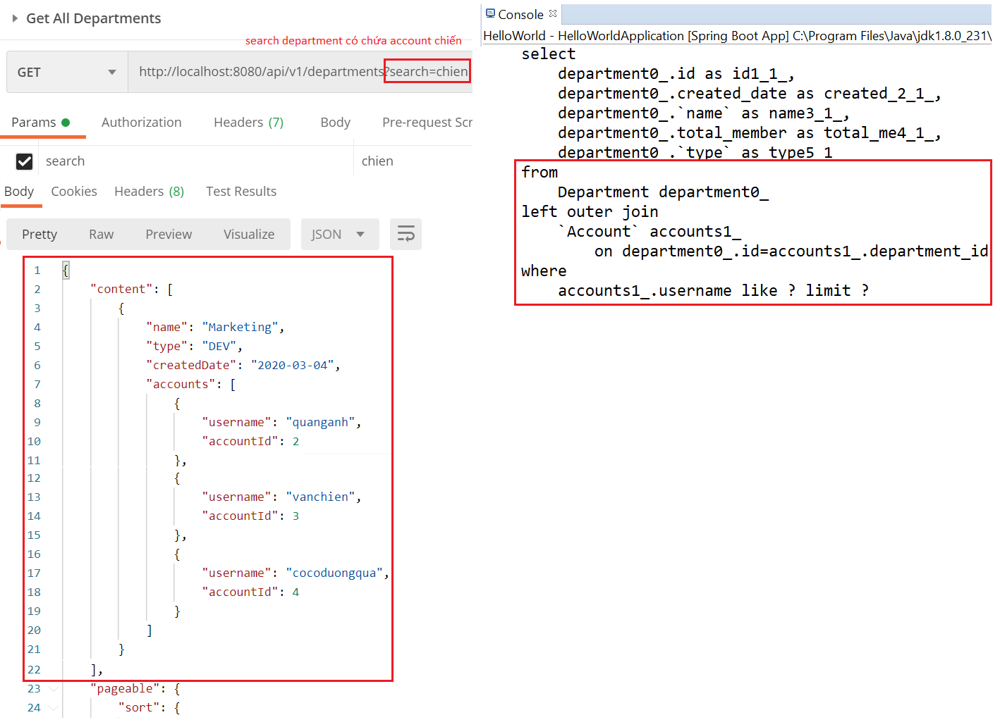 Get All Departments
search department có chứa account chiến
GET
http://localhost:8080/api/v1/departments?search=chien
Params
Authorization
Headers (7)
Body
Pre-request Scr
search
chien
Body
Cookies
Headers (8)
Test Results
Pretty
Raw
Preview
Visualize
JSON
1 {
2 "content": [
3 {
4 "name": "Marketing",
5 "type": "DEV",
6 "createdDate": "2020-03-04",
7 "accounts": [
8 {
9 "username": "quanganh",
10 "accountId": 2
11 },
12 {
13 "username": "vanchien",
14 "accountId": 3
15 },
16 {
17 "username": "cocoduongqua",
18 "accountId": 4
19 }
20 ]
21 }
22 ],
23 "pageable": {
24 "sort": {
Console
HelloWorld - HelloWorldApplication [Spring Boot App] C:\Program Files\Java\jdk1.8.0_231\
select
department0_.id as id1_1_,
department0_.created_date as created_2_1_,
department0_.`name` as name3_1_,
department0_.total_member as total_me4_1_,
department0_.`type` as type5_1_
from
Department department0_
left outer join
`Account` accounts1_
on department0_.id=accounts1_.department_id
where
accounts1_.username like ? limit ?